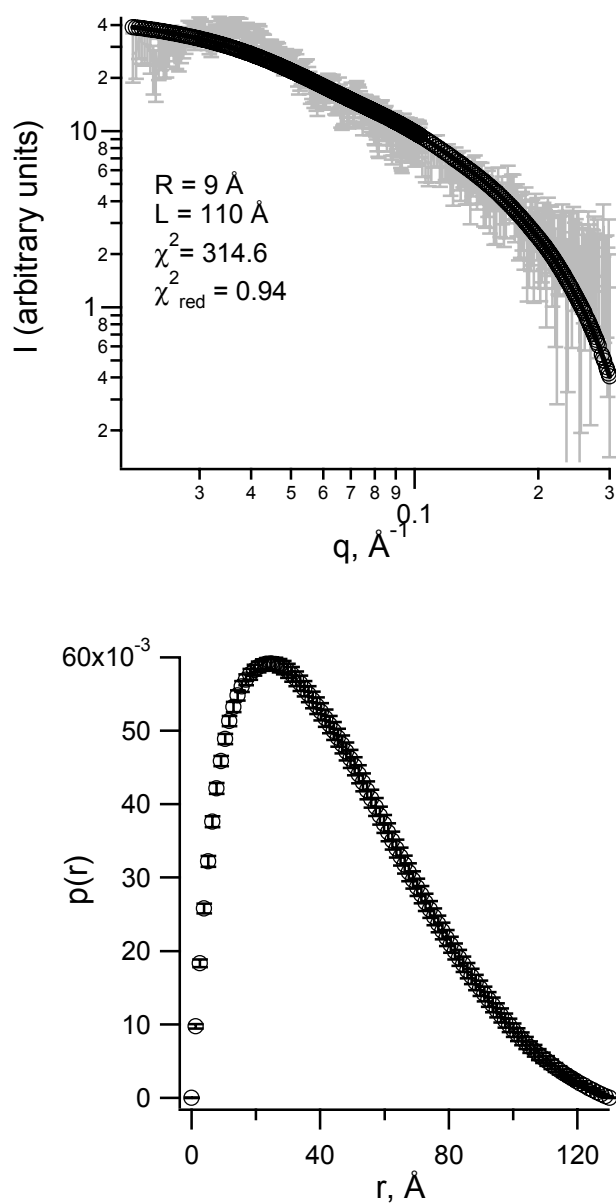 I (arbitrary units)
4
2
10
8
6
4
2
1
8
6
4
2
R = 9 Å
L = 110 Å
χ² = 314.6
χ²red = 0.94
3 4 5 6 7 8 9 0.1 2 3
q, Å⁻¹
p(r)
60x10⁻³
50
40
30
20
10
0
0 40 80 120
r, Å